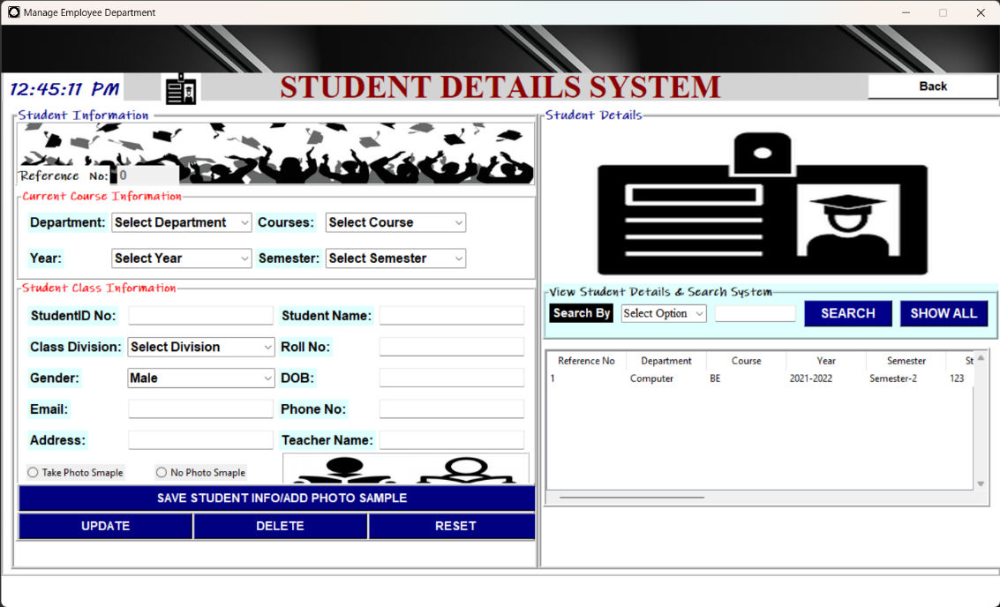 Manage Employee Department
12:45:11 PM
STUDENT DETAILS SYSTEM
Back
Student Information
Reference No: 0
Current Course Information
Department: Select Department Courses: Select Course
Year: Select Year Semester: Select Semester
Student Class Information
StudentID No: Student Name:
Class Division: Select Division Roll No:
Gender: Male DOB:
Email: Phone No:
Address: Teacher Name:
Take Photo Smaple No Photo Smaple
SAVE STUDENT INFO/ADD PHOTO SAMPLE
UPDATE DELETE RESET
Student Details
View Student Details & Search System
Search By Select Option SEARCH SHOW ALL
Reference No Department Course Year Semester St
1 Computer BE 2021-2022 Semester-2 123